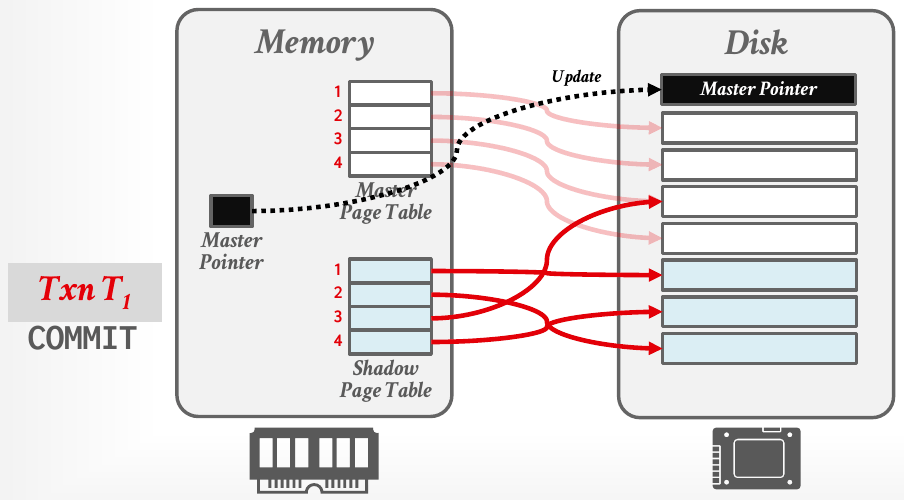 Memory
Disk
Update
Master Pointer
1
2
3
4
Master
Page Table
Master
Pointer
Txn T1
COMMIT
1
2
3
4
Shadow
Page Table